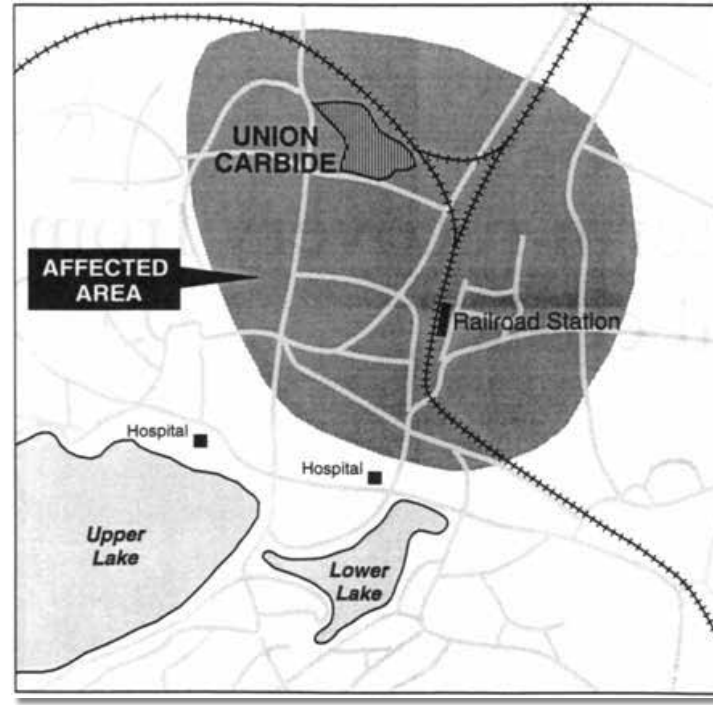 UNION
CARBIDE
AFFECTED
AREA
Railroad Station
Hospital
Hospital
Upper
Lake
Lower
Lake